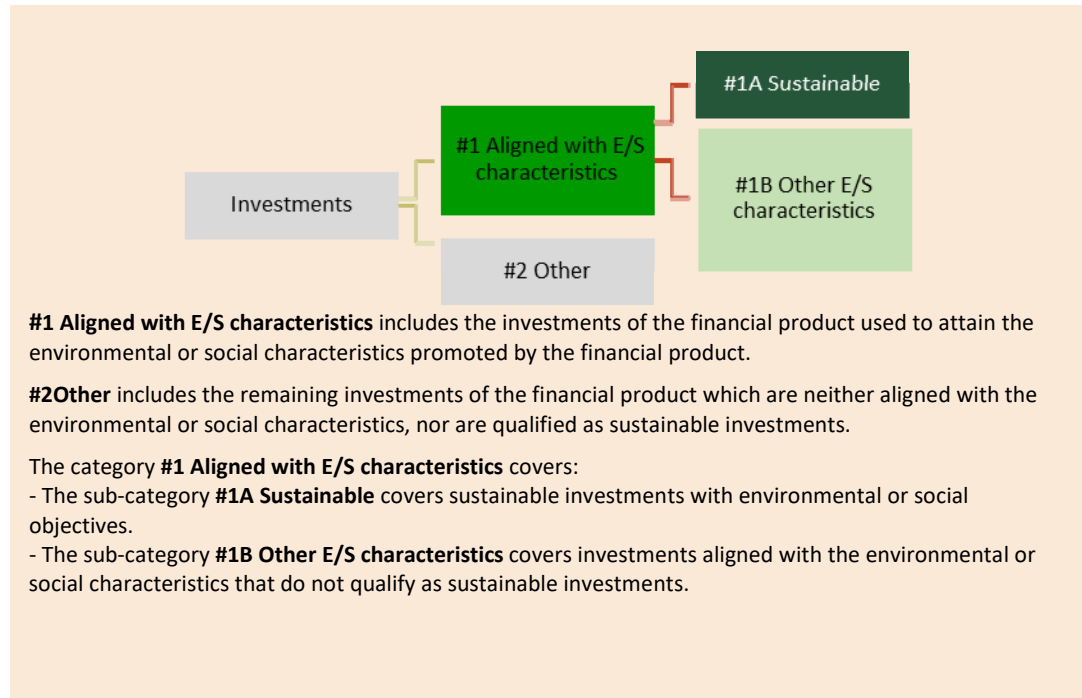 #1A Sustainable
#1 Aligned with E/S
characteristics
#1B Other E/S
characteristics
Investments
#2 Other
#1 Aligned with E/S characteristics includes the investments of the financial product used to attain the
environmental or social characteristics promoted by the financial product.
#2Other includes the remaining investments of the financial product which are neither aligned with the
environmental or social characteristics, nor are qualified as sustainable investments.
The category #1 Aligned with E/S characteristics covers:
- The sub-category #1A Sustainable covers sustainable investments with environmental or social
objectives.
- The sub-category #1B Other E/S characteristics covers investments aligned with the environmental or
social characteristics that do not qualify as sustainable investments.